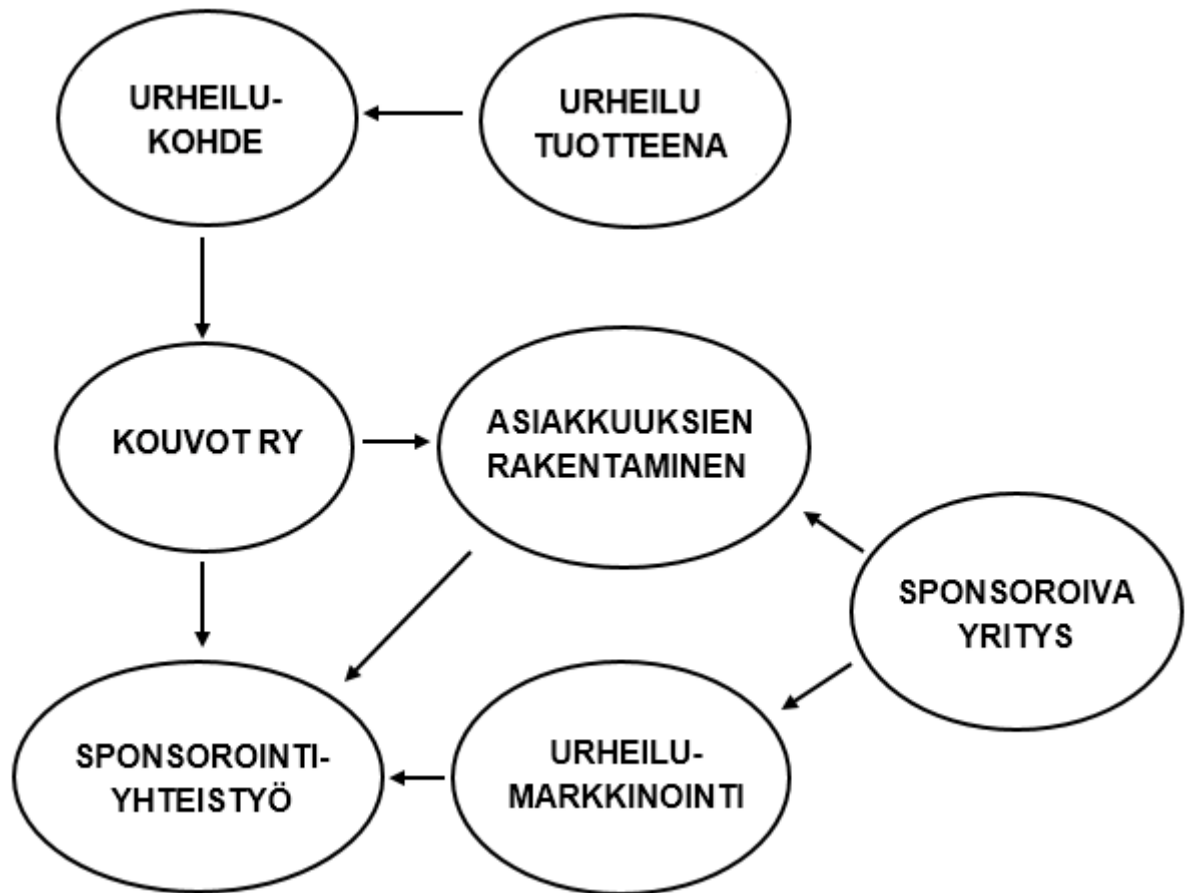 URHEILU-
KOHDE
URHEILU
TUOTTEENA
KOUVOT RY
ASIAKKUUKSIEN
RAKENTAMINEN
SPONSOROIVA
YRITYS
SPONSOROINTI-
YHTEISTYÖ
URHEILU-
MARKKINOINTI